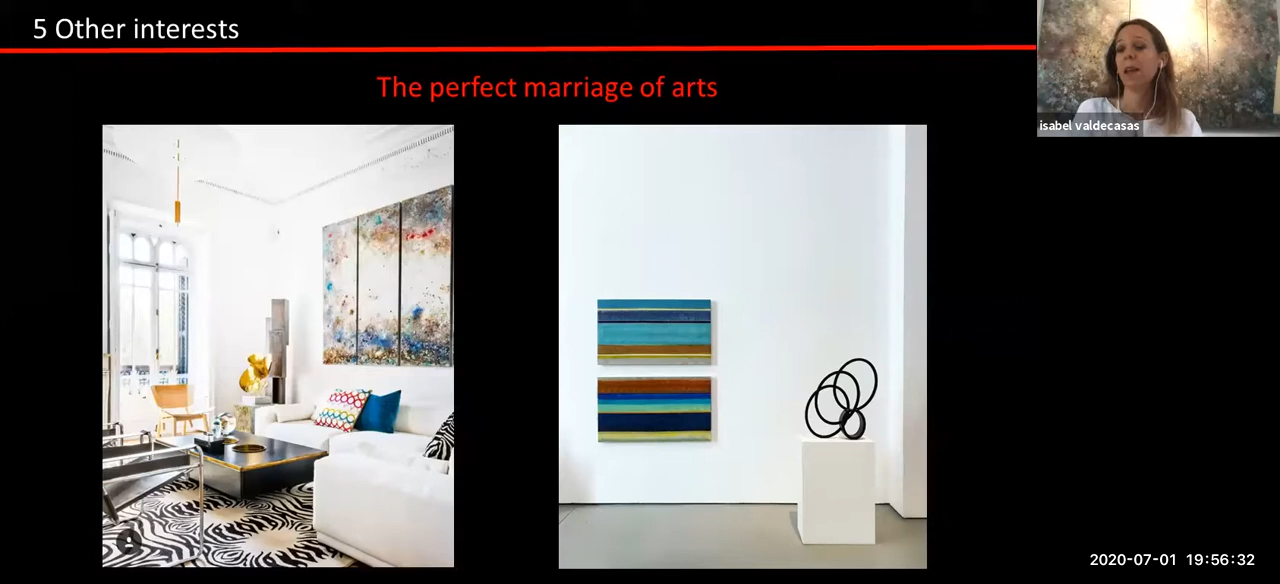 5 Other interests
The perfect marriage of arts
isabel valdecasas
2020-07-01 19:56:32